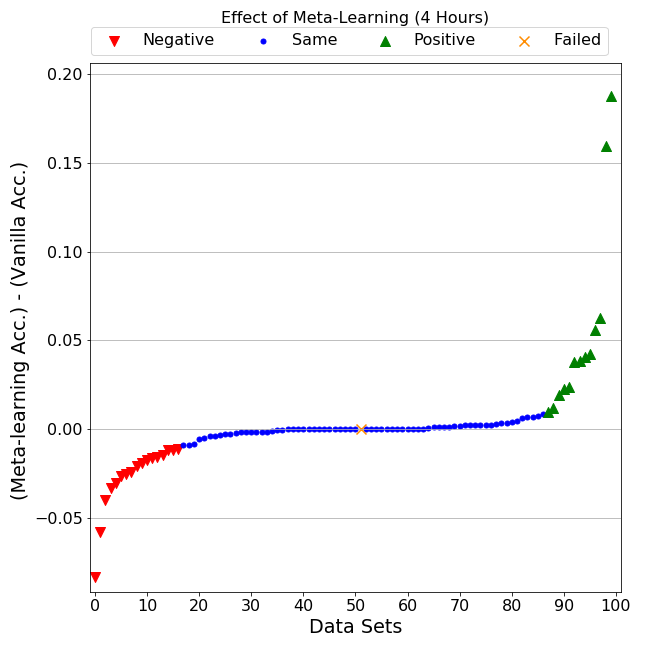 Effect of Meta-Learning (4 Hours)
Negative Same Positive Failed
0.20
0.15
0.10
0.05
0.00
−0.05
(Meta-learning Acc.) - (Vanilla Acc.)
0 10 20 30 40 50 60 70 80 90 100
Data Sets